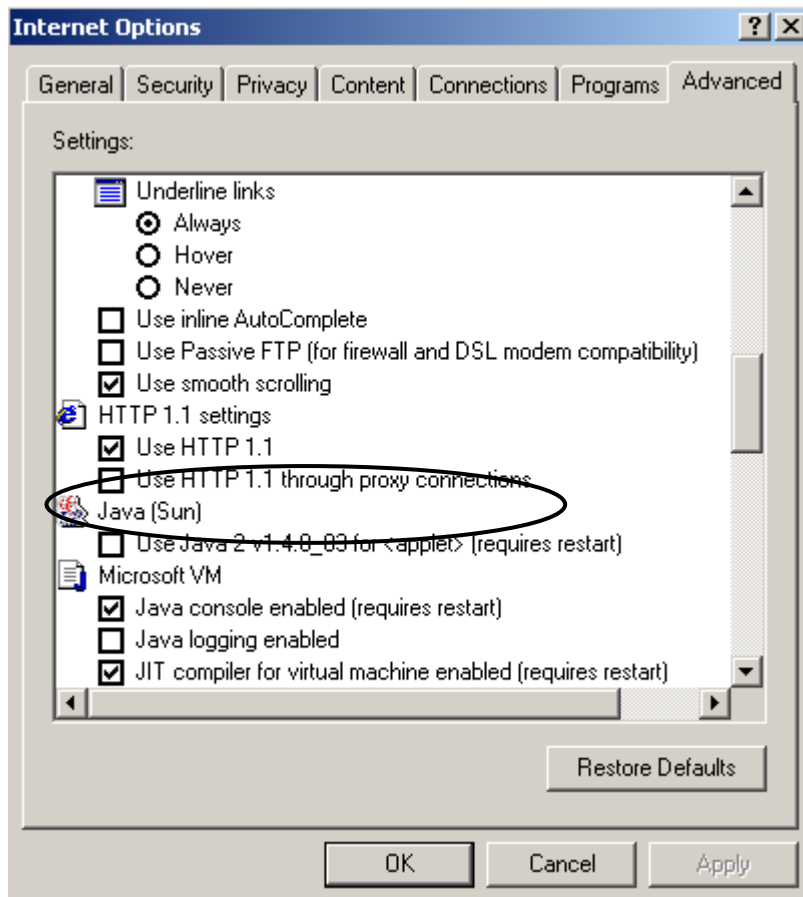 Internet Options
General Security Privacy Content Connections Programs Advanced
Settings:
Underline links
Always
Hover
Never
Use inline AutoComplete
Use Passive FTP (for firewall and DSL modem compatibility)
Use smooth scrolling
HTTP 1.1 settings
Use HTTP 1.1
Use HTTP 1.1 through proxy connections
Java (Sun)
Use Java 2 v1.4.0_03 for <applet> (requires restart)
Microsoft VM
Java console enabled (requires restart)
Java logging enabled
JIT compiler for virtual machine enabled (requires restart)
Restore Defaults
OK Cancel Apply